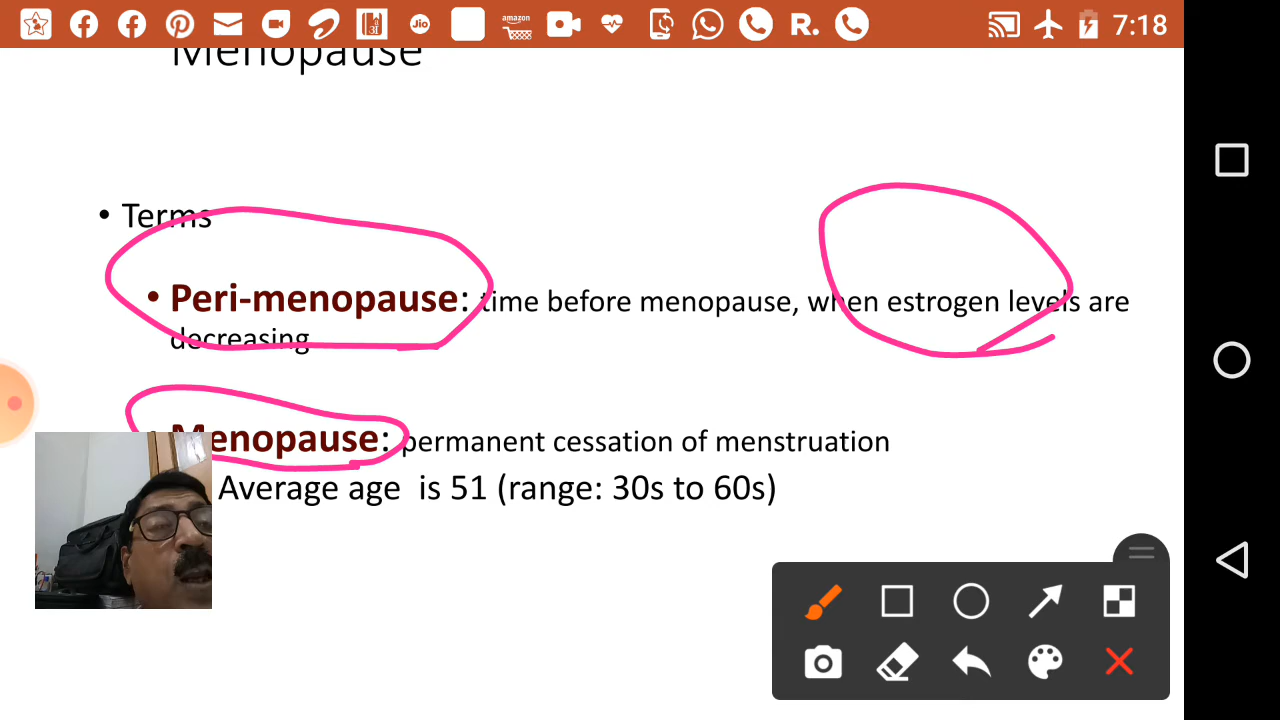 Jio
31
amazon
R.
7:18
Menopause
• Terms
• Peri-menopause: time before menopause, when estrogen levels are
decreasing
Menopause: permanent cessation of menstruation
Average age is 51 (range: 30s to 60s)